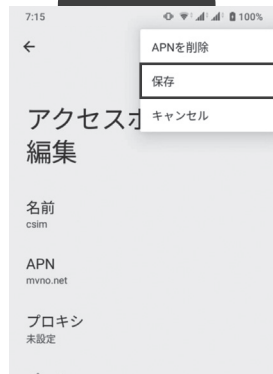 7:15
100%
APNを削除
保存
キャンセル
アクセスポ
編集
名前
csim
APN
mvno.net
プロキシ
未設定